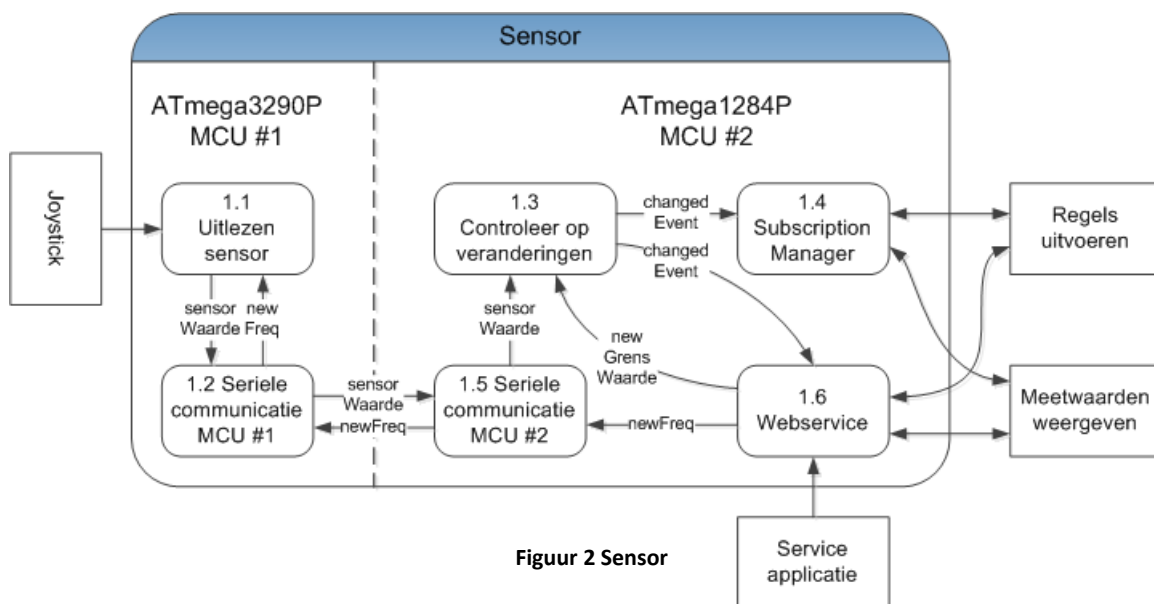 Sensor
ATmega3290P
MCU #1
ATmega1284P
MCU #2
Joystick
1.1
Uitlezen
sensor
1.3
Controleer op
veranderingen
changed
Event
changed
Event
1.4
Subscription
Manager
Regels
uitvoeren
sensor
Waarde
new
Freq
sensor
Waarde
new
Grens
Waarde
1.2 Seriele
communicatie
MCU #1
sensor
Waarde
newFreq
1.5 Seriele
communicatie
MCU #2
newFreq
1.6
Webservice
Meetwaarden
weergeven
Figuur 2 Sensor
Service
applicatie